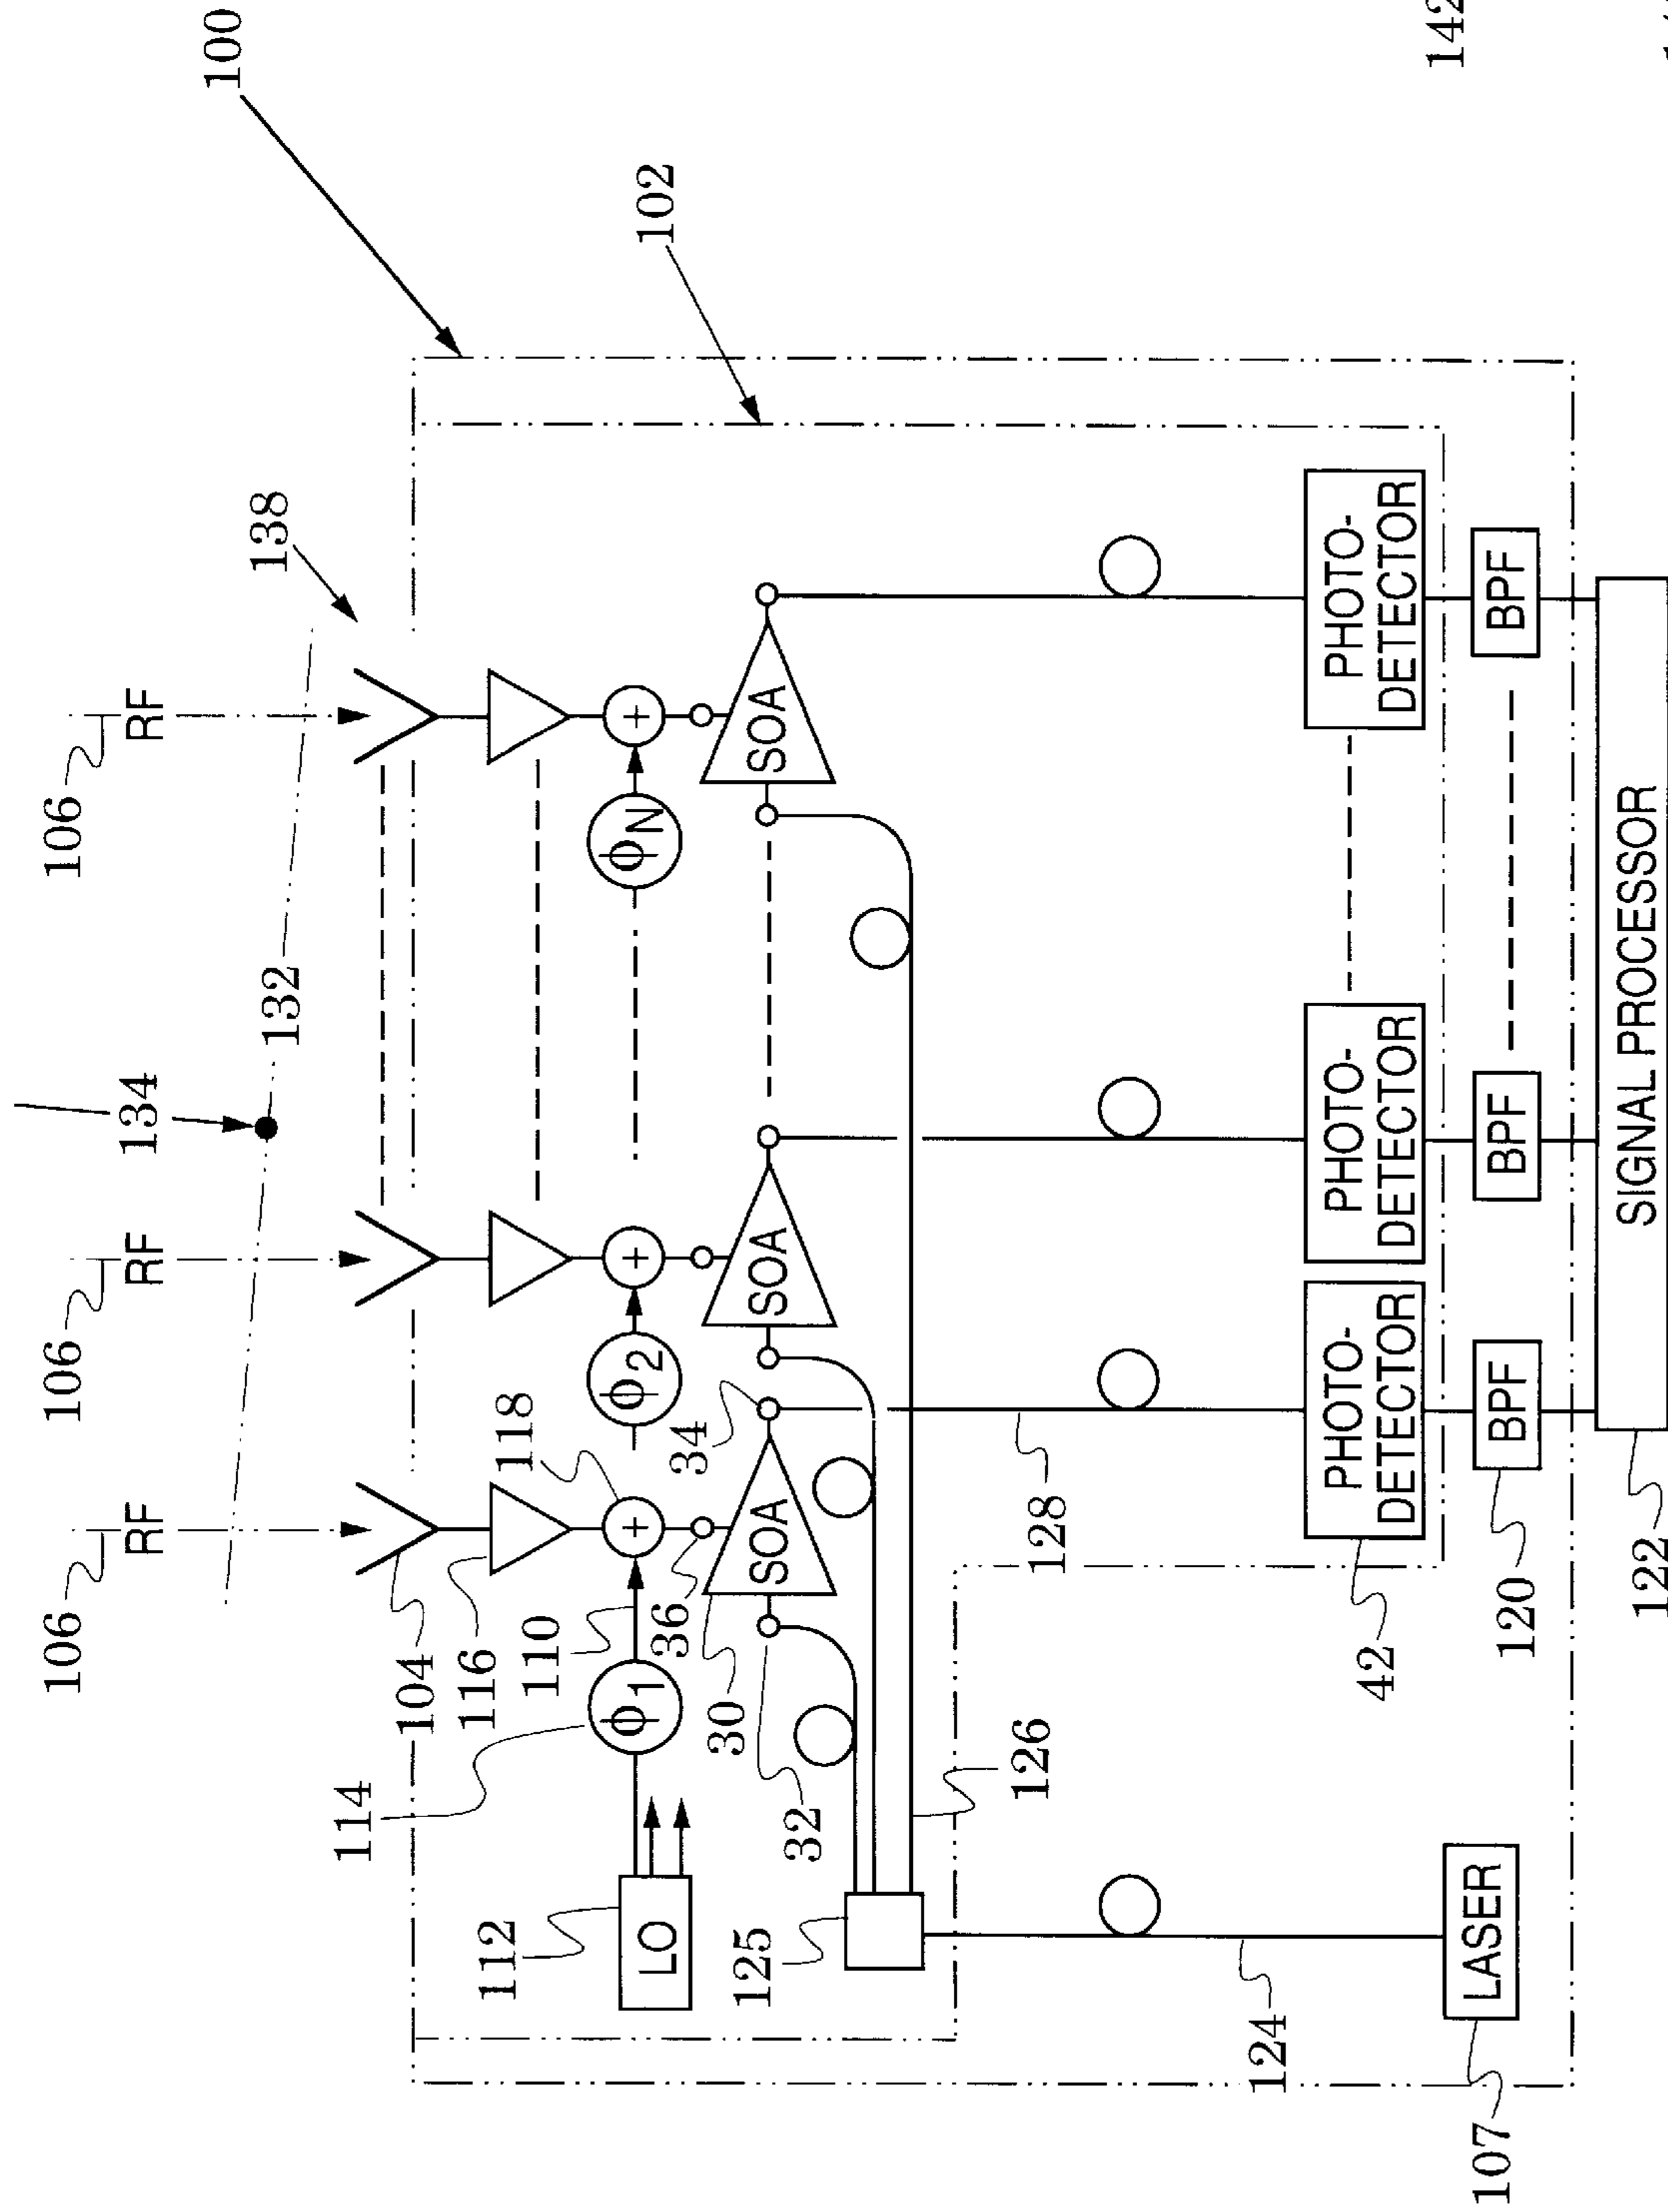 100
102
138
106
RF
106
RF
106
RF
134
132
104
116
110
118
114
ϕ1
ϕ2
ϕN
112
LO
36
30
32
34
SOA
SOA
SOA
125
126
128
124
PHOTO-
DETECTOR
PHOTO-
DETECTOR
PHOTO-
DETECTOR
42
BPF
BPF
BPF
120
LASER
107
SIGNAL PROCESSOR
122
142